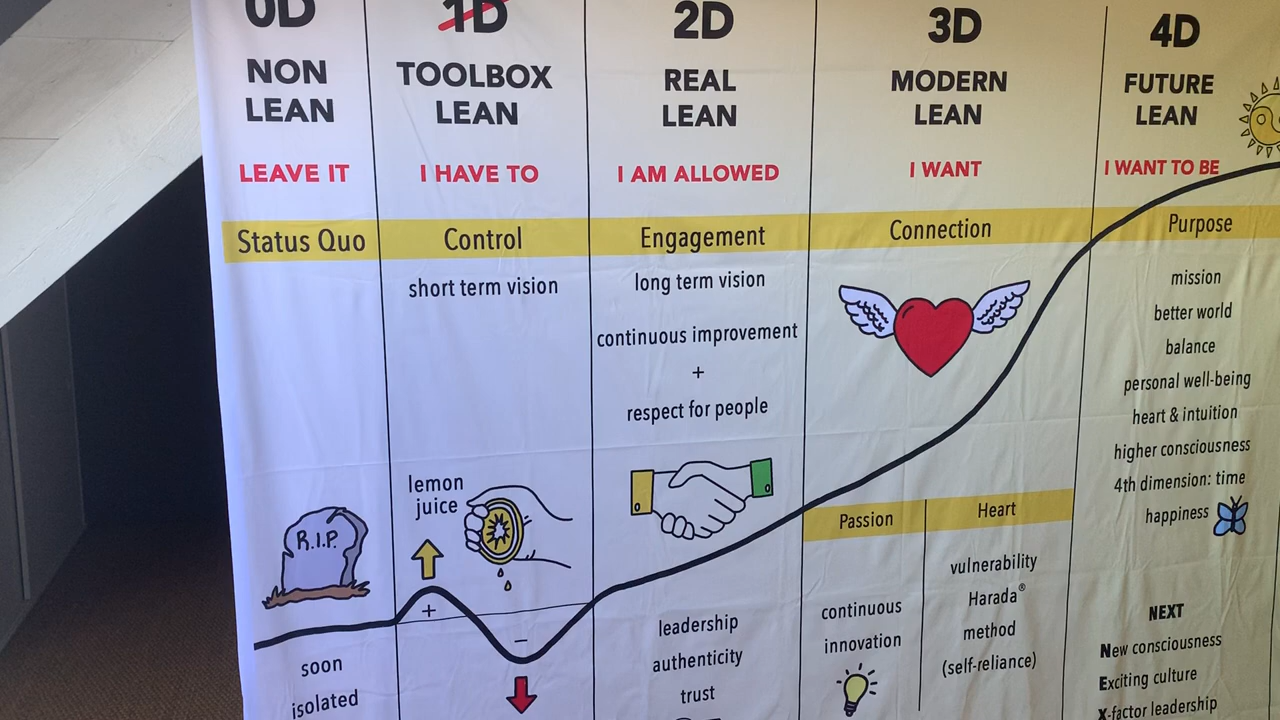 0D
NON
LEAN
LEAVE IT
Status Quo
R.I.P.
soon
isolated
1D
TOOLBOX
LEAN
I HAVE TO
Control
short term vision
lemon
juice
+
−
2D
REAL
LEAN
I AM ALLOWED
Engagement
long term vision
continuous improvement
+
respect for people
leadership
authenticity
trust
3D
MODERN
LEAN
I WANT
Connection
Passion
continuous
innovation
Heart
vulnerability
Harada®
method
(self-reliance)
4D
FUTURE
LEAN
I WANT TO BE
Purpose
mission
better world
balance
personal well-being
heart & intuition
higher consciousness
4th dimension: time
happiness
NEXT
New consciousness
Exciting culture
X-factor leadership